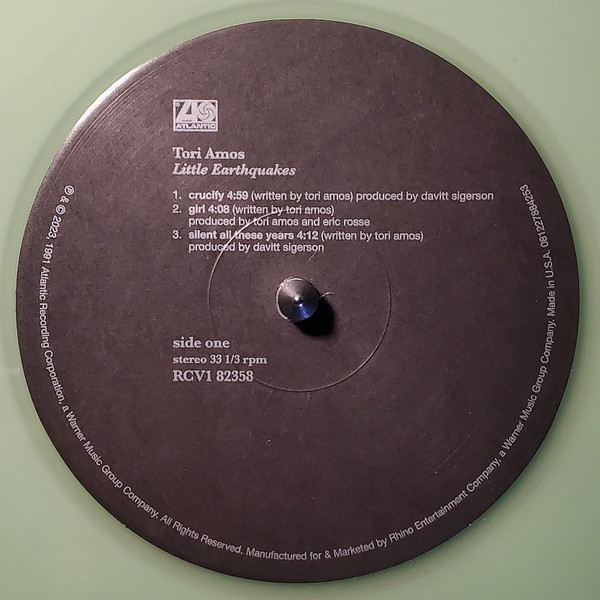 ATLANTIC
Tori Amos
Little Earthquakes
1. crucify 4:59 (written by tori amos) produced by davitt sigerson
2. girl 4:08 (written by tori amos)
produced by tori amos and eric rosse
3. silent all these years 4:12 (written by tori amos)
produced by davitt sigerson
side one
stereo 33 1/3 rpm
RCV1 82358
℗ & © 2023, 1991 Atlantic Recording Corporation, a Warner Music Group Company. All Rights Reserved. Manufactured for & Marketed by Rhino Entertainment Company, a Warner Music Group Company. Made in U.S.A. 081227884253